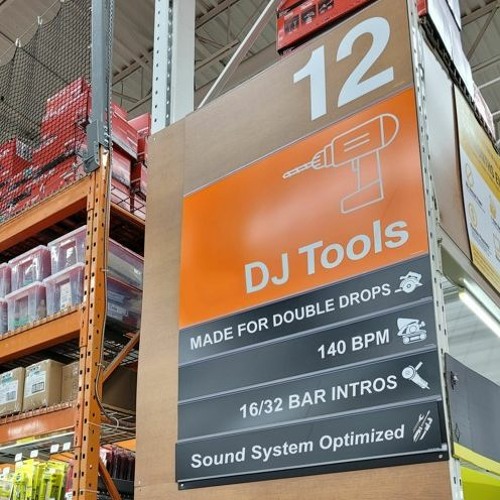 12
DJ Tools
MADE FOR DOUBLE DROPS
140 BPM
16/32 BAR INTROS
Sound System Optimized